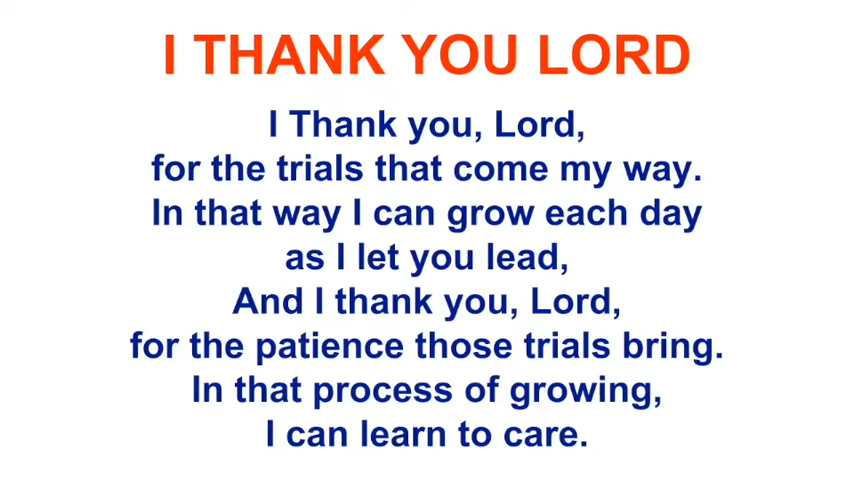 I THANK YOU LORD
I Thank you, Lord,
for the trials that come my way.
In that way I can grow each day
as I let you lead,
And I thank you, Lord,
for the patience those trials bring.
In that process of growing,
I can learn to care.